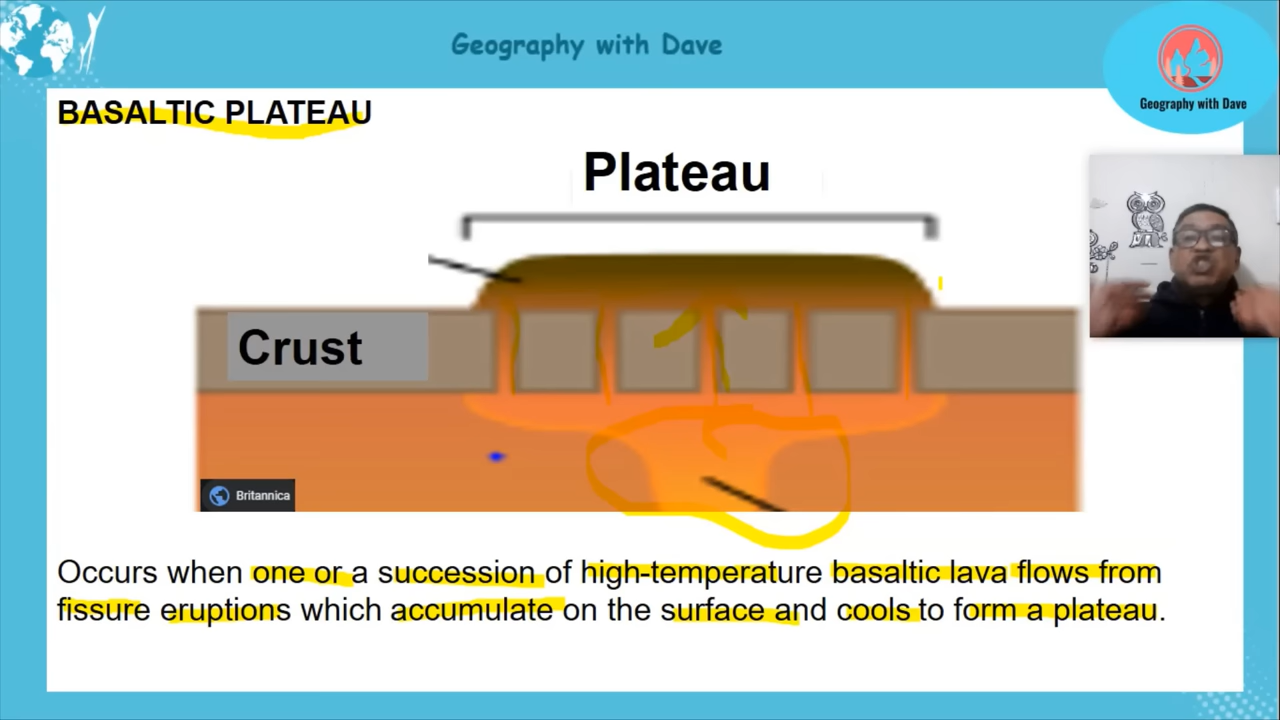 Geography with Dave
Geography with Dave
BASALTIC PLATEAU
Plateau
Crust
Britannica
Occurs when one or a succession of high-temperature basaltic lava flows from
fissure eruptions which accumulate on the surface and cools to form a plateau.